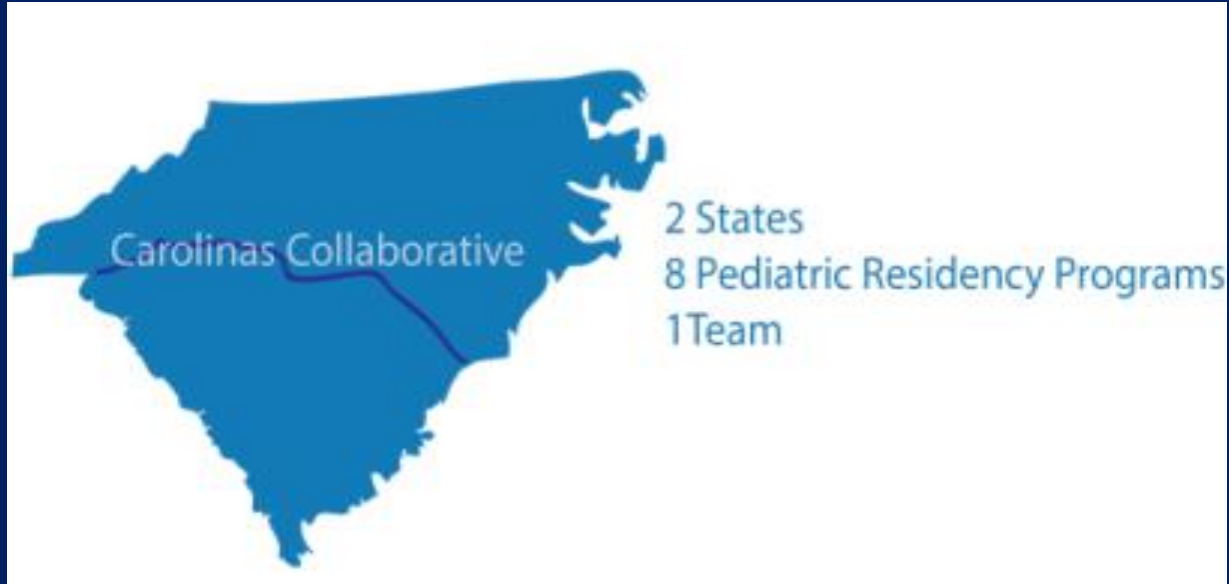 Carolinas Collaborative
2 States
8 Pediatric Residency Programs
1Team